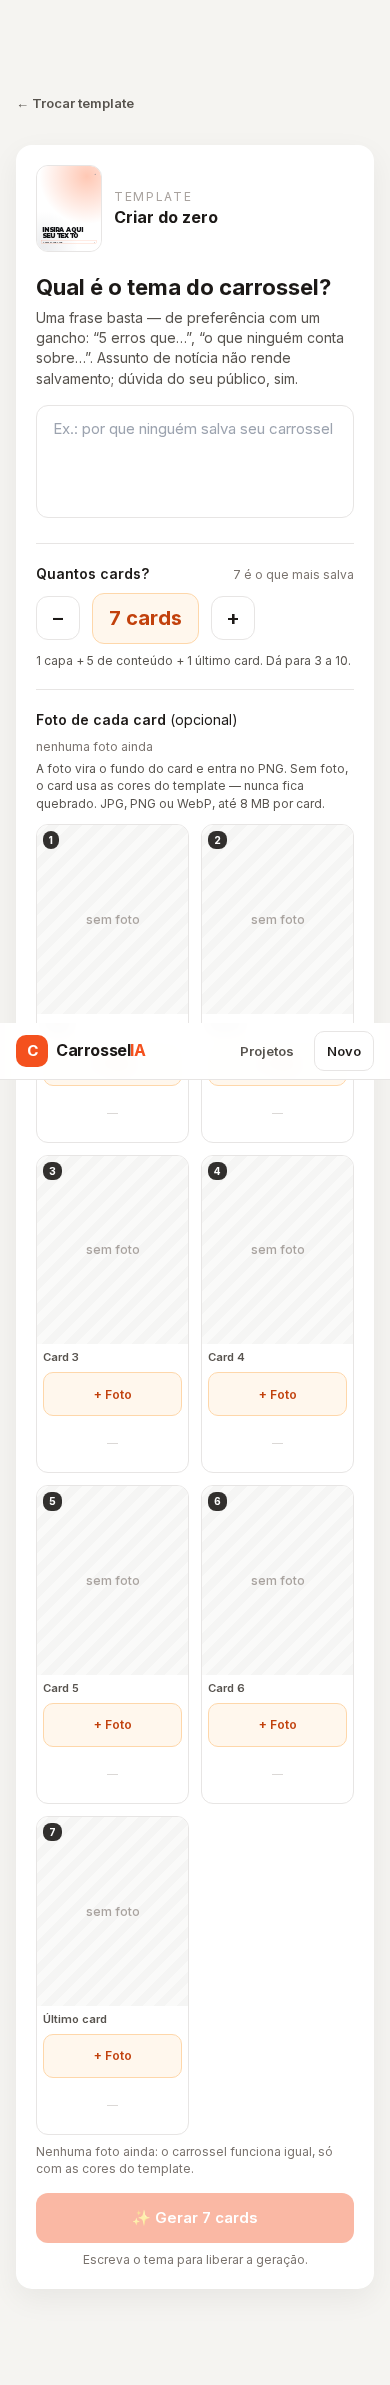 ← Trocar template
INSIRA AQUI
SEU TEXTO
TEMPLATE
Criar do zero
Qual é o tema do carrossel?
Uma frase basta — de preferência com um
gancho: “5 erros que…”, “o que ninguém conta
sobre…”. Assunto de notícia não rende
salvamento; dúvida do seu público, sim.
Ex.: por que ninguém salva seu carrossel
Quantos cards?
7 é o que mais salva
−
7 cards
+
1 capa + 5 de conteúdo + 1 último card. Dá para 3 a 10.
Foto de cada card (opcional)
nenhuma foto ainda
A foto vira o fundo do card e entra no PNG. Sem foto,
o card usa as cores do template — nunca fica
quebrado. JPG, PNG ou WebP, até 8 MB por card.
1
2
sem foto
sem foto
C
CarrosselIA
Projetos
Novo
—
—
3
4
sem foto
sem foto
Card 3
Card 4
+ Foto
+ Foto
—
—
5
6
sem foto
sem foto
Card 5
Card 6
+ Foto
+ Foto
—
—
7
sem foto
Último card
+ Foto
—
Nenhuma foto ainda: o carrossel funciona igual, só
com as cores do template.
✨ Gerar 7 cards
Escreva o tema para liberar a geração.